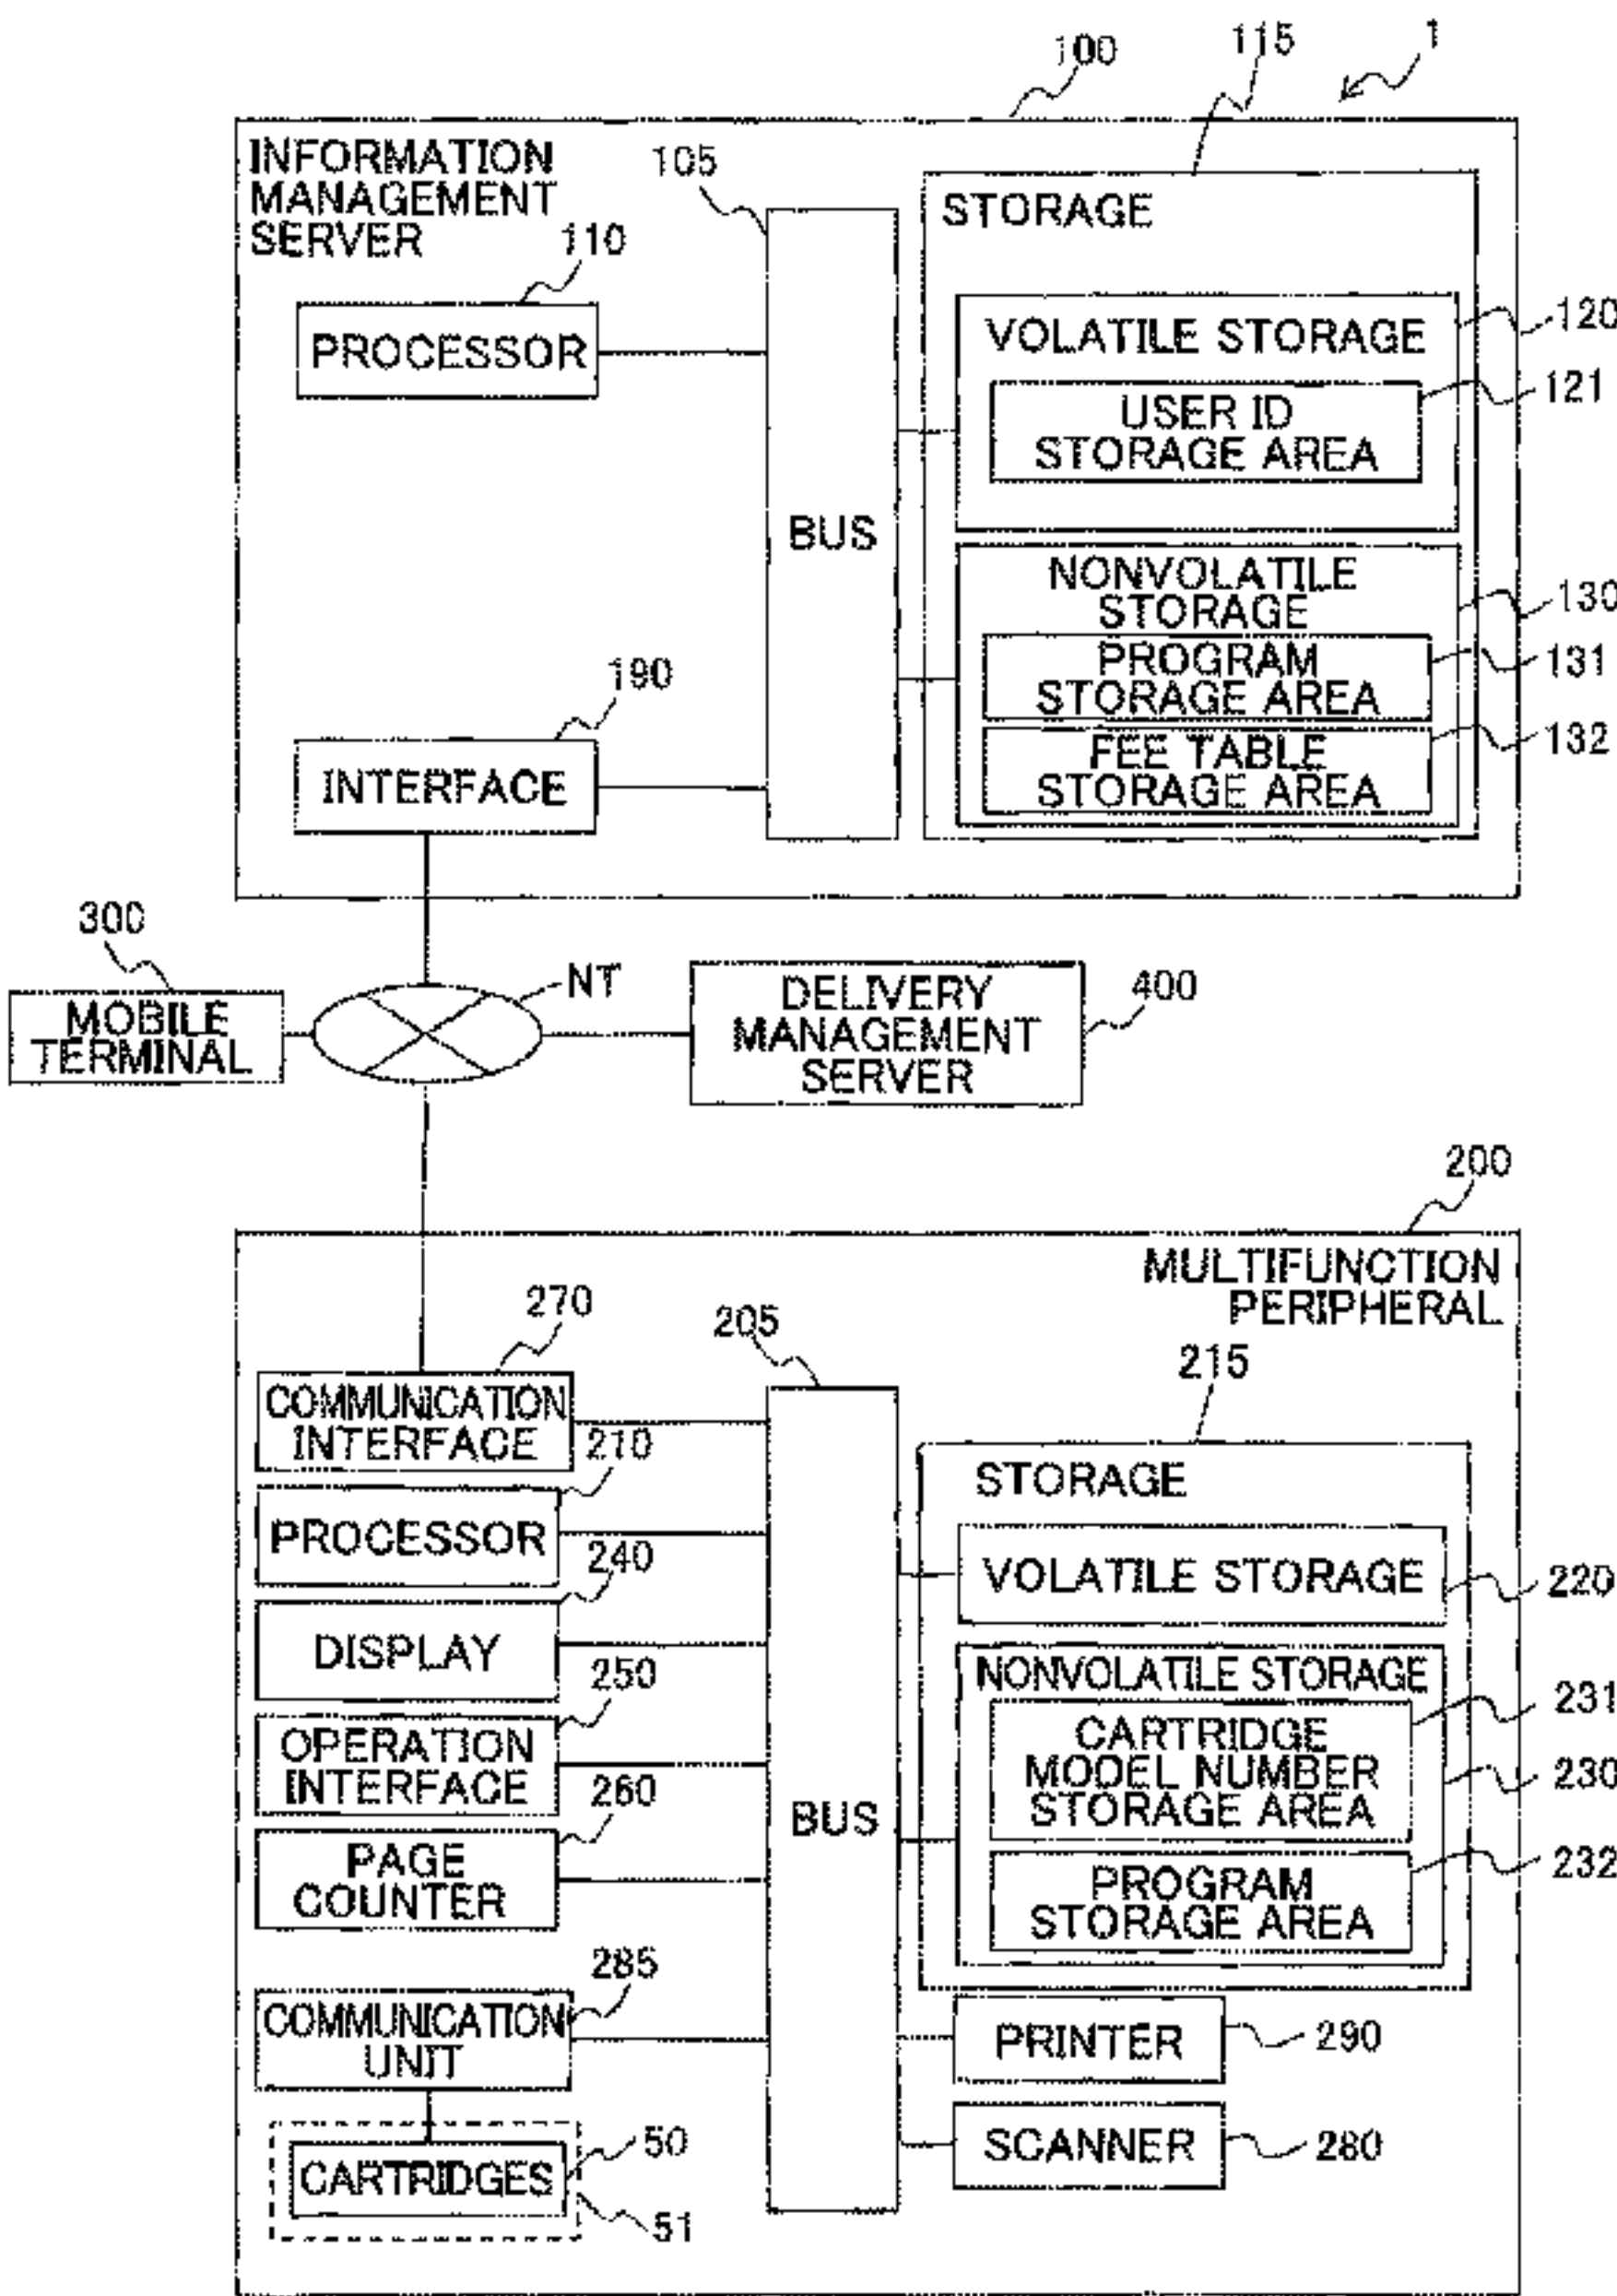 1
100
115
INFORMATION
MANAGEMENT
SERVER
105
110
STORAGE
PROCESSOR
VOLATILE STORAGE
120
USER ID
STORAGE AREA
121
BUS
NONVOLATILE
STORAGE
130
PROGRAM
STORAGE AREA
131
190
FEE TABLE
STORAGE AREA
132
INTERFACE
300
NT
MOBILE
TERMINAL
DELIVERY
MANAGEMENT
SERVER
400
200
MULTIFUNCTION
PERIPHERAL
270
205
215
COMMUNICATION
INTERFACE
210
STORAGE
PROCESSOR
240
VOLATILE STORAGE
220
DISPLAY
250
NONVOLATILE STORAGE
231
OPERATION
INTERFACE
260
CARTRIDGE
MODEL NUMBER
STORAGE AREA
230
BUS
PAGE
COUNTER
PROGRAM
STORAGE AREA
232
285
COMMUNICATION
UNIT
PRINTER
290
CARTRIDGES
50
51
SCANNER
280